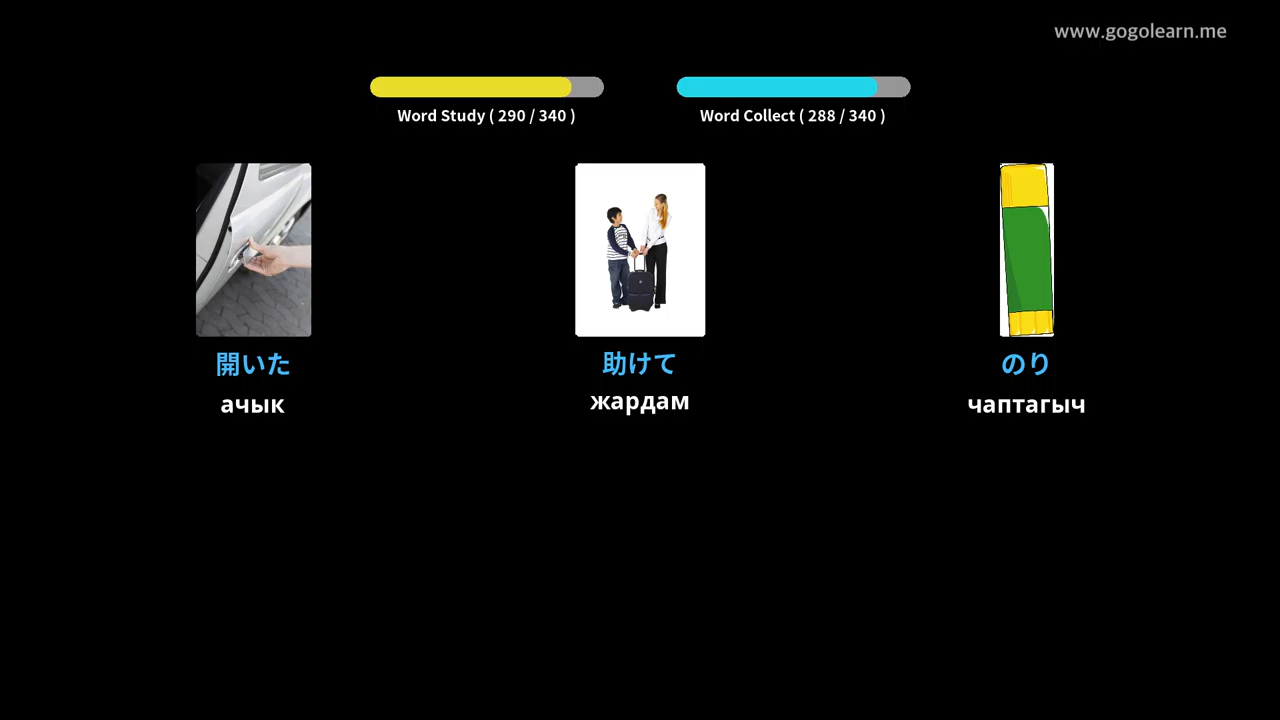 www.gogolearn.me
Word Study ( 290 / 340 )
Word Collect ( 288 / 340 )
開いた
助けて
のり
ачык
жардам
чаптагыч